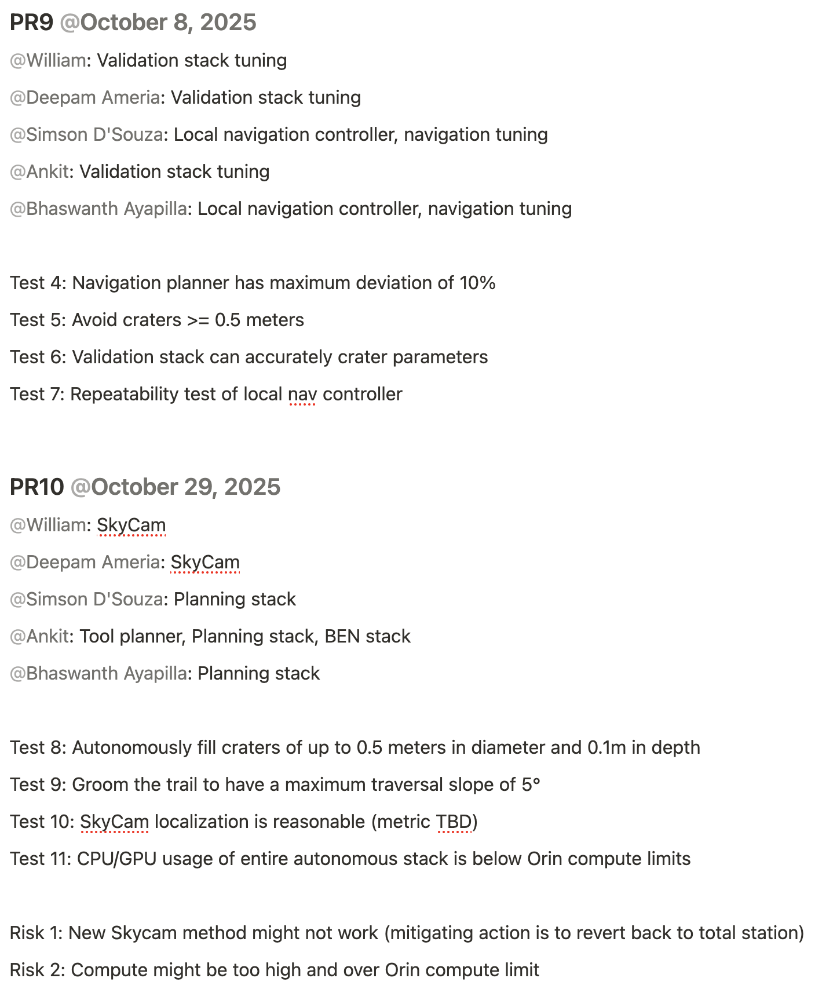 PR9 @October 8, 2025
@William: Validation stack tuning
@Deepam Ameria: Validation stack tuning
@Simson D'Souza: Local navigation controller, navigation tuning
@Ankit: Validation stack tuning
@Bhaswanth Ayapilla: Local navigation controller, navigation tuning
Test 4: Navigation planner has maximum deviation of 10%
Test 5: Avoid craters >= 0.5 meters
Test 6: Validation stack can accurately crater parameters
Test 7: Repeatability test of local nav controller
PR10 @October 29, 2025
@William: SkyCam
@Deepam Ameria: SkyCam
@Simson D'Souza: Planning stack
@Ankit: Tool planner, Planning stack, BEN stack
@Bhaswanth Ayapilla: Planning stack
Test 8: Autonomously fill craters of up to 0.5 meters in diameter and 0.1m in depth
Test 9: Groom the trail to have a maximum traversal slope of 5°
Test 10: SkyCam localization is reasonable (metric TBD)
Test 11: CPU/GPU usage of entire autonomous stack is below Orin compute limits
Risk 1: New Skycam method might not work (mitigating action is to revert back to total station)
Risk 2: Compute might be too high and over Orin compute limit